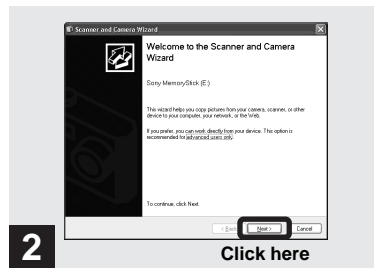 Scanner and Camera Wizard
Welcome to the Scanner and Camera
Wizard
Sony MemoryStick (E:)
This wizard helps you copy pictures from your camera, scanner, or other
device to your computer, your network, or the Web.
If you prefer, you can work directly from your device. This option is
recommended for advanced users only.
To continue, click Next.
< Back
Next >
Cancel
2
Click here